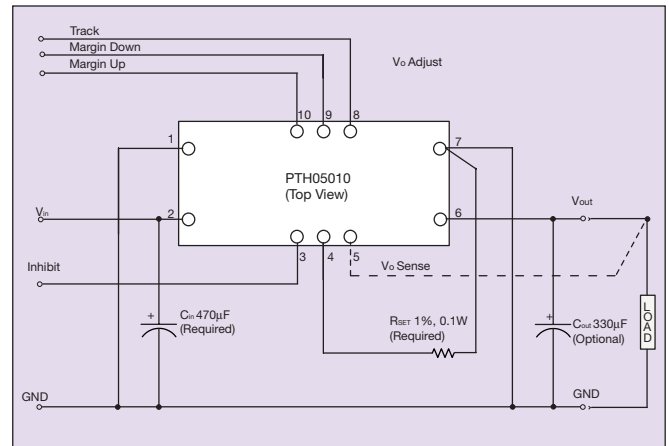 Track
Margin Down
Margin Up
Vo Adjust
10 9 8
1
7
PTH05010
(Top View)
Vin
2
6
Vout
3 4 5
Inhibit
Vo Sense
+
Cin 470µF
(Required)
RSET 1%, 0.1W
(Required)
+
Cout 330µF
(Optional)
LOAD
GND
GND